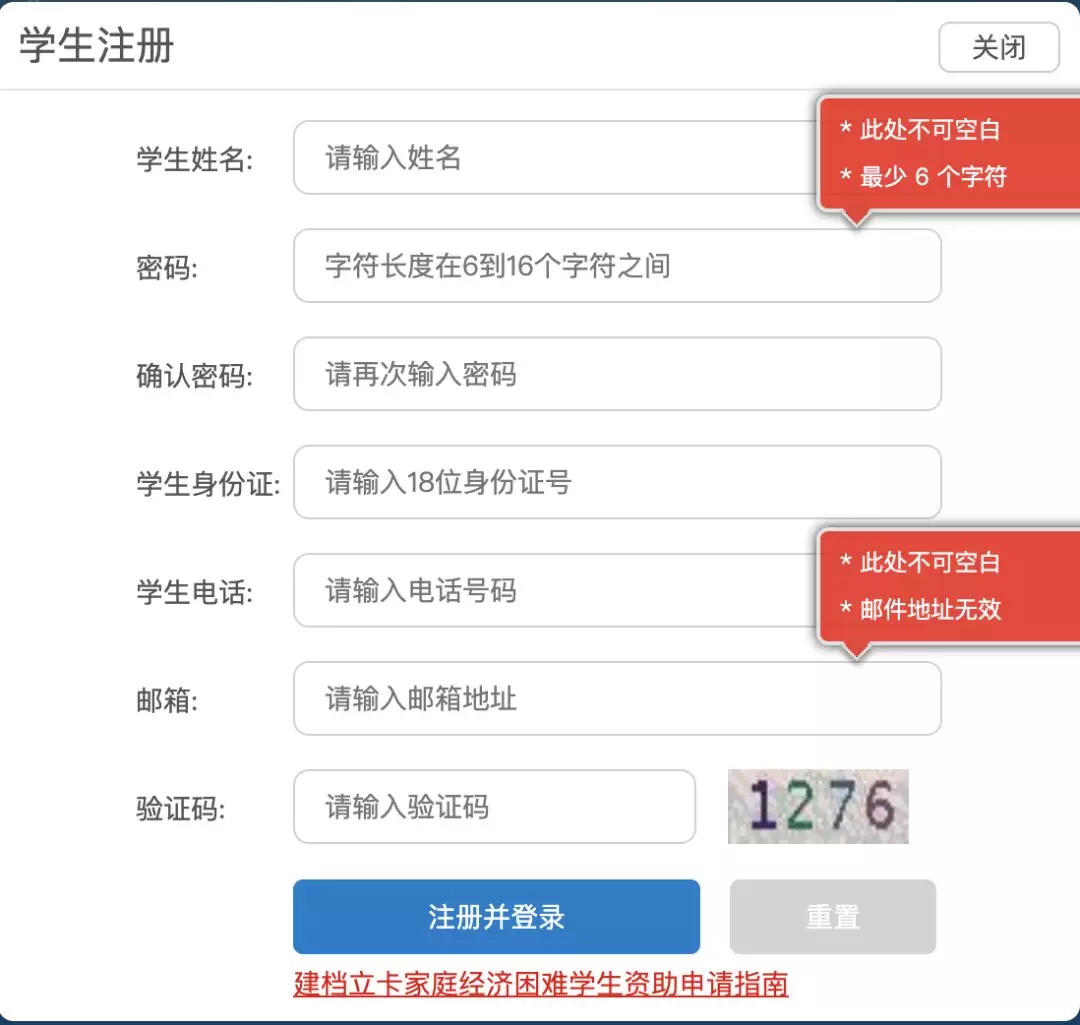 学生注册
关闭
* 此处不可空白
* 最少 6 个字符
学生姓名:
请输入姓名
密码:
字符长度在6到16个字符之间
确认密码:
请再次输入密码
学生身份证:
请输入18位身份证号
* 此处不可空白
* 邮件地址无效
学生电话:
请输入电话号码
邮箱:
请输入邮箱地址
验证码:
请输入验证码
1276
注册并登录
重置
建档立卡家庭经济困难学生资助申请指南